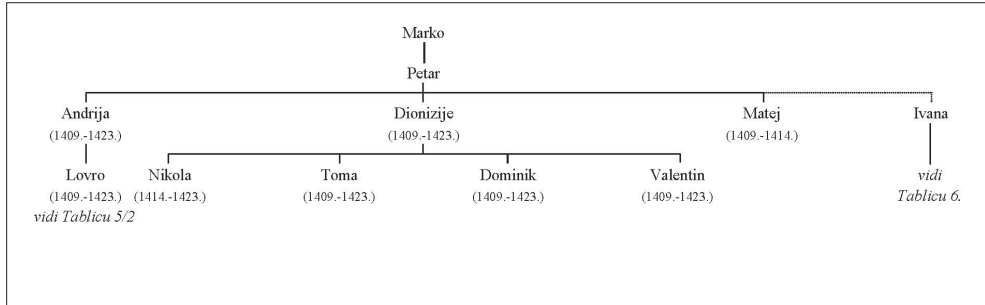 Marko
Petar
Andrija Dionizije Matej Ivana
(1409.-1423.) (1409.-1423.) (1409.-1414.)
Lovro Nikola Toma Dominik Valentin vidi
(1409.-1423.) (1414.-1423.) (1409.-1423.) (1409.-1423.) (1409.-1423.) Tablicu 6.
vidi Tablicu 5/2